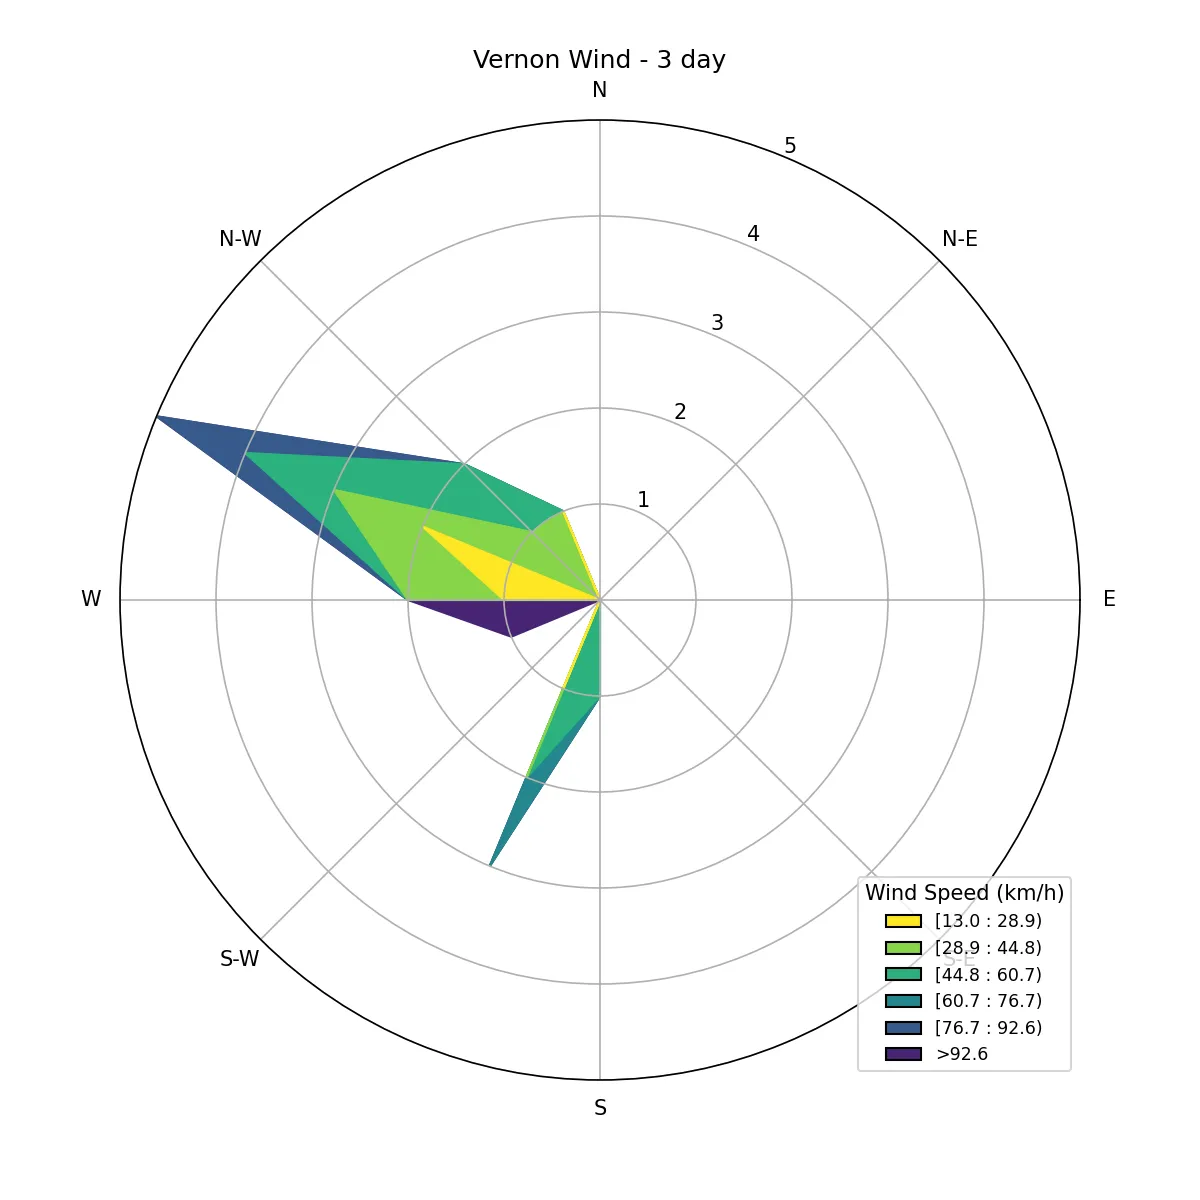 Vernon Wind - 3 day
N
5
N-W
4
N-E
3
2
1
W
E
Wind Speed (km/h)
[13.0 : 28.9)
[28.9 : 44.8)
S-W
S-E
[44.8 : 60.7)
[60.7 : 76.7)
[76.7 : 92.6)
>92.6
S